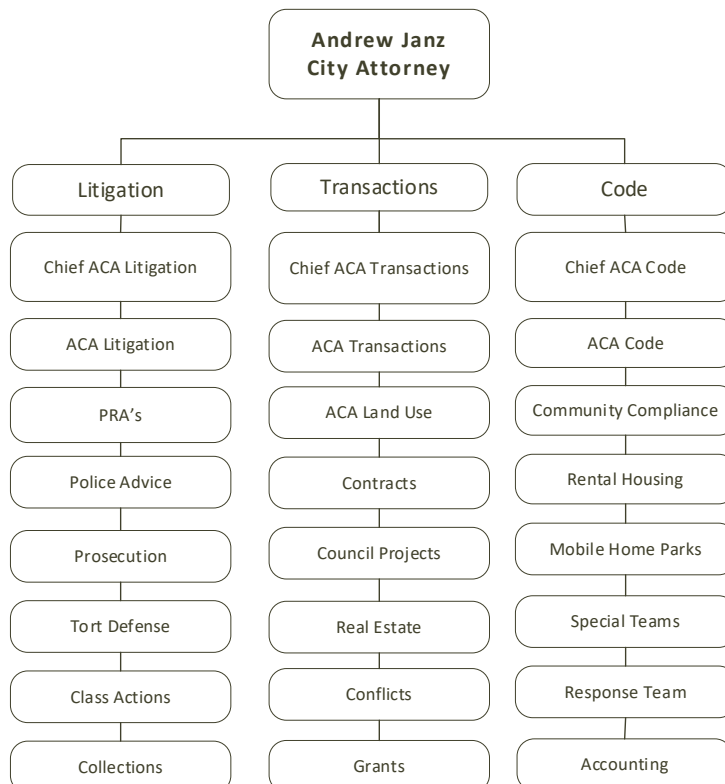 Andrew Janz
City Attorney
Litigation
Transactions
Code
Chief ACA Litigation
Chief ACA Transactions
Chief ACA Code
ACA Litigation
ACA Transactions
ACA Code
PRA's
ACA Land Use
Community Compliance
Police Advice
Contracts
Rental Housing
Prosecution
Council Projects
Mobile Home Parks
Tort Defense
Real Estate
Special Teams
Class Actions
Conflicts
Response Team
Collections
Grants
Accounting